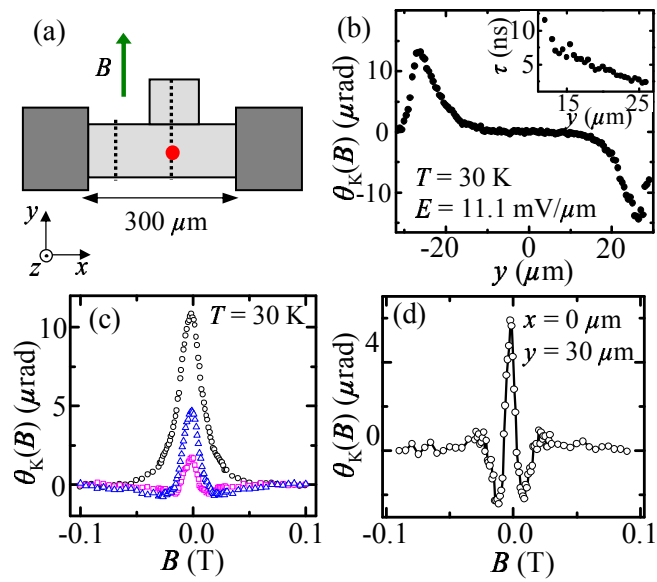 (a)
B
300 μm
y
z
x
(b)
θK(B) (μrad)
10
0
-10
T = 30 K
E = 11.1 mV/μm
-20
0
20
y (μm)
τ (ns)
10
5
15
25
y (μm)
(c)
T = 30 K
θK(B) (μrad)
10
5
0
-0.1
0.0
0.1
B (T)
(d)
x = 0 μm
y = 30 μm
θK(B) (μrad)
4
0
-0.1
0.0
0.1
B (T)